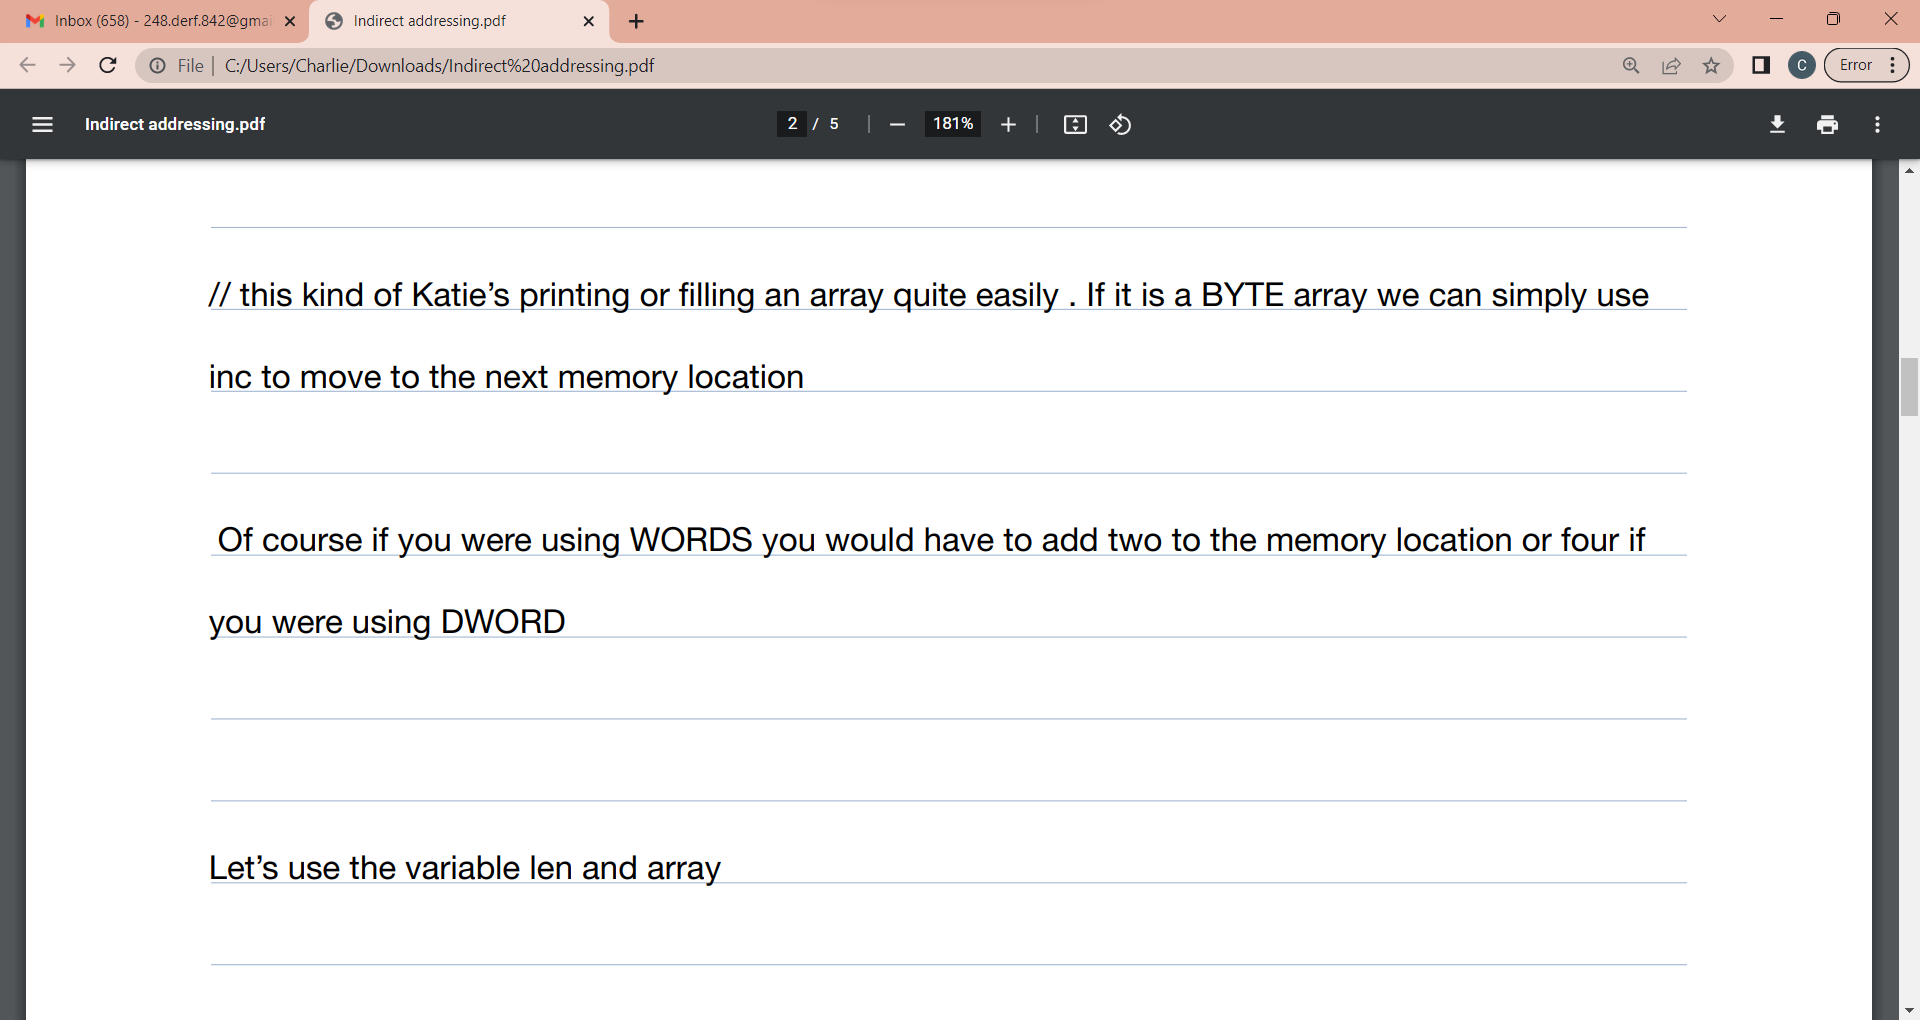 Inbox (658) - 248.derf.842@gmai
Indirect addressing.pdf
File | C:/Users/Charlie/Downloads/Indirect%20addressing.pdf
C
Error
Indirect addressing.pdf
2 / 5
181%
// this kind of Katie’s printing or filling an array quite easily . If it is a BYTE array we can simply use
inc to move to the next memory location
Of course if you were using WORDS you would have to add two to the memory location or four if
you were using DWORD
Let’s use the variable len and array